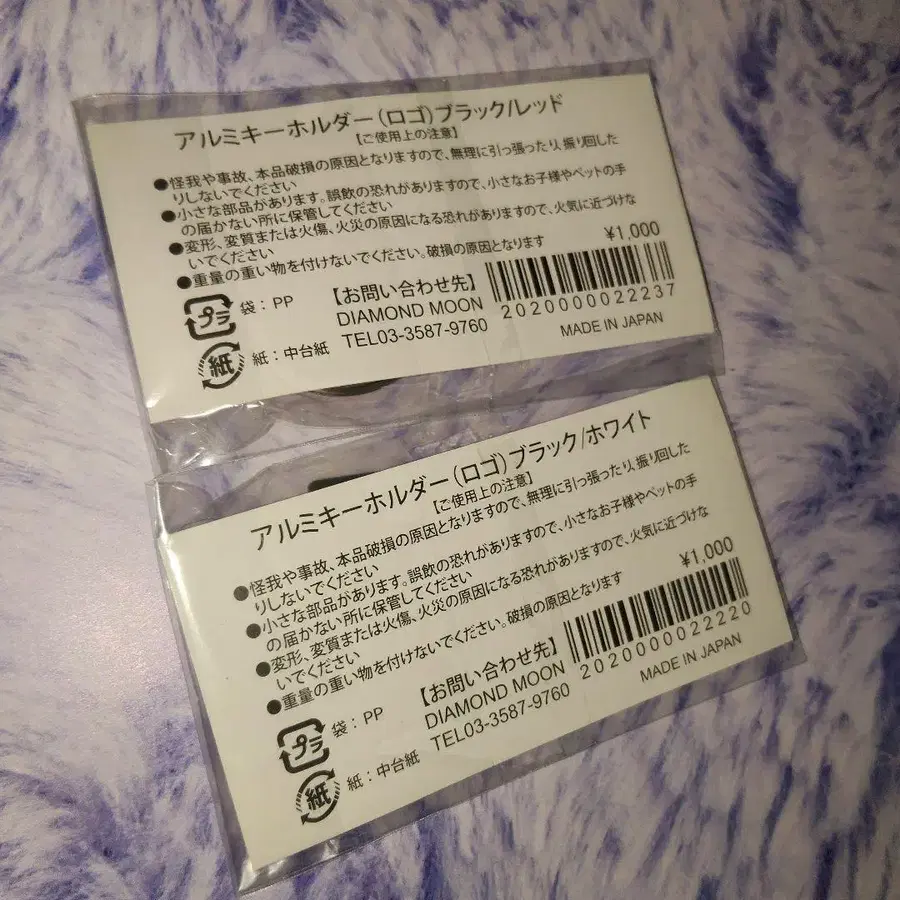 アルミキーホルダー(ロゴ)ブラック/レッド
【ご使用上の注意】
●怪我や事故、本品破損の原因となりますので、無理に引っ張ったり、振り回した
りしないでください
●小さな部品があります。誤飲の恐れがありますので、小さなお子様やペットの手
の届かない所に保管してください
●変形、変質または火傷、火災の原因になる恐れがありますので、火気に近づけな
いでください
●重量の重い物を付けないでください。破損の原因となります
¥1,000
プラ
袋:PP
【お問い合わせ先】
DIAMOND MOON
TEL03-3587-9760
2020000022237
MADE IN JAPAN
紙
紙:中台紙
アルミキーホルダー(ロゴ)ブラック/ホワイト
【ご使用上の注意】
●怪我や事故、本品破損の原因となりますので、無理に引っ張ったり、振り回した
りしないでください
●小さな部品があります。誤飲の恐れがありますので、小さなお子様やペットの手
の届かない所に保管してください
●変形、変質または火傷、火災の原因になる恐れがありますので、火気に近づけな
いでください
●重量の重い物を付けないでください。破損の原因となります
¥1,000
プラ
袋:PP
【お問い合わせ先】
DIAMOND MOON
TEL03-3587-9760
2020000022220
MADE IN JAPAN
紙
紙:中台紙